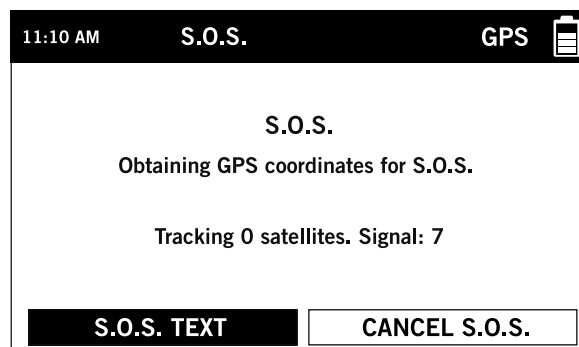 11:10 AM S.O.S. GPS
S.O.S.
Obtaining GPS coordinates for S.O.S.
Tracking 0 satellites. Signal: 7
S.O.S. TEXT CANCEL S.O.S.